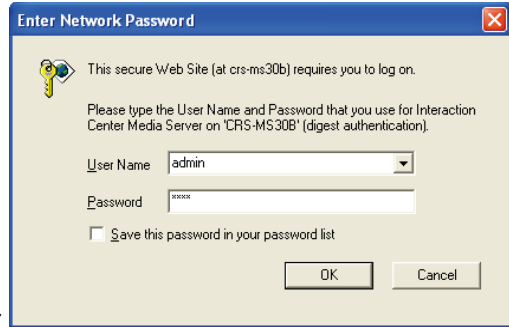 Enter Network Password
This secure Web Site (at crs-ms30b) requires you to log on.
Please type the User Name and Password that you use for Interaction
Center Media Server on 'CRS-MS30B' (digest authentication).
User Name admin
Password ****
Save this password in your password list
OK Cancel